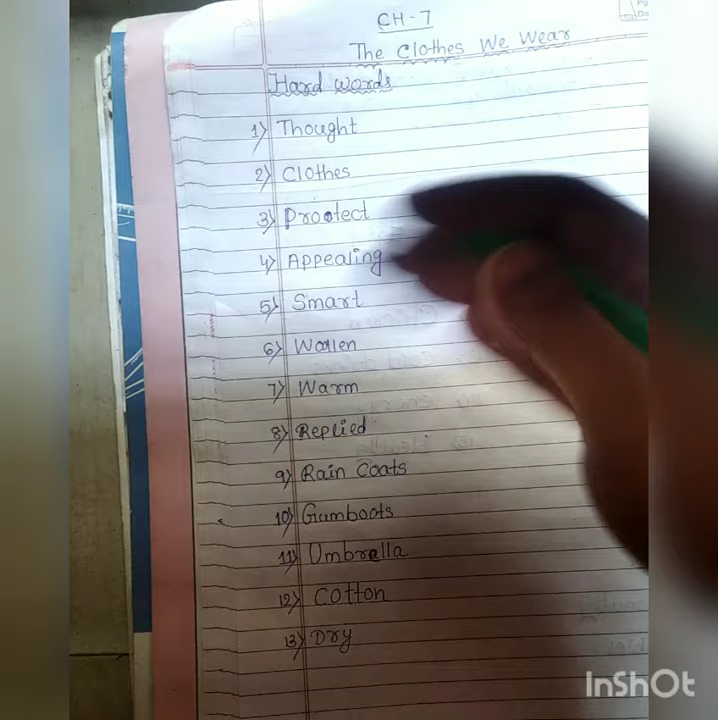 CH-7
The Clothes We Wear
Hard words
1) Thought
2) Clothes
3) Prootect
4) Appealing
5) Smart
6) Woollen
7) Warm
8) Replied
9) Rain Coats
10) Gumboots
11) Umbrella
12) Cotton
13) Dry
InShOt